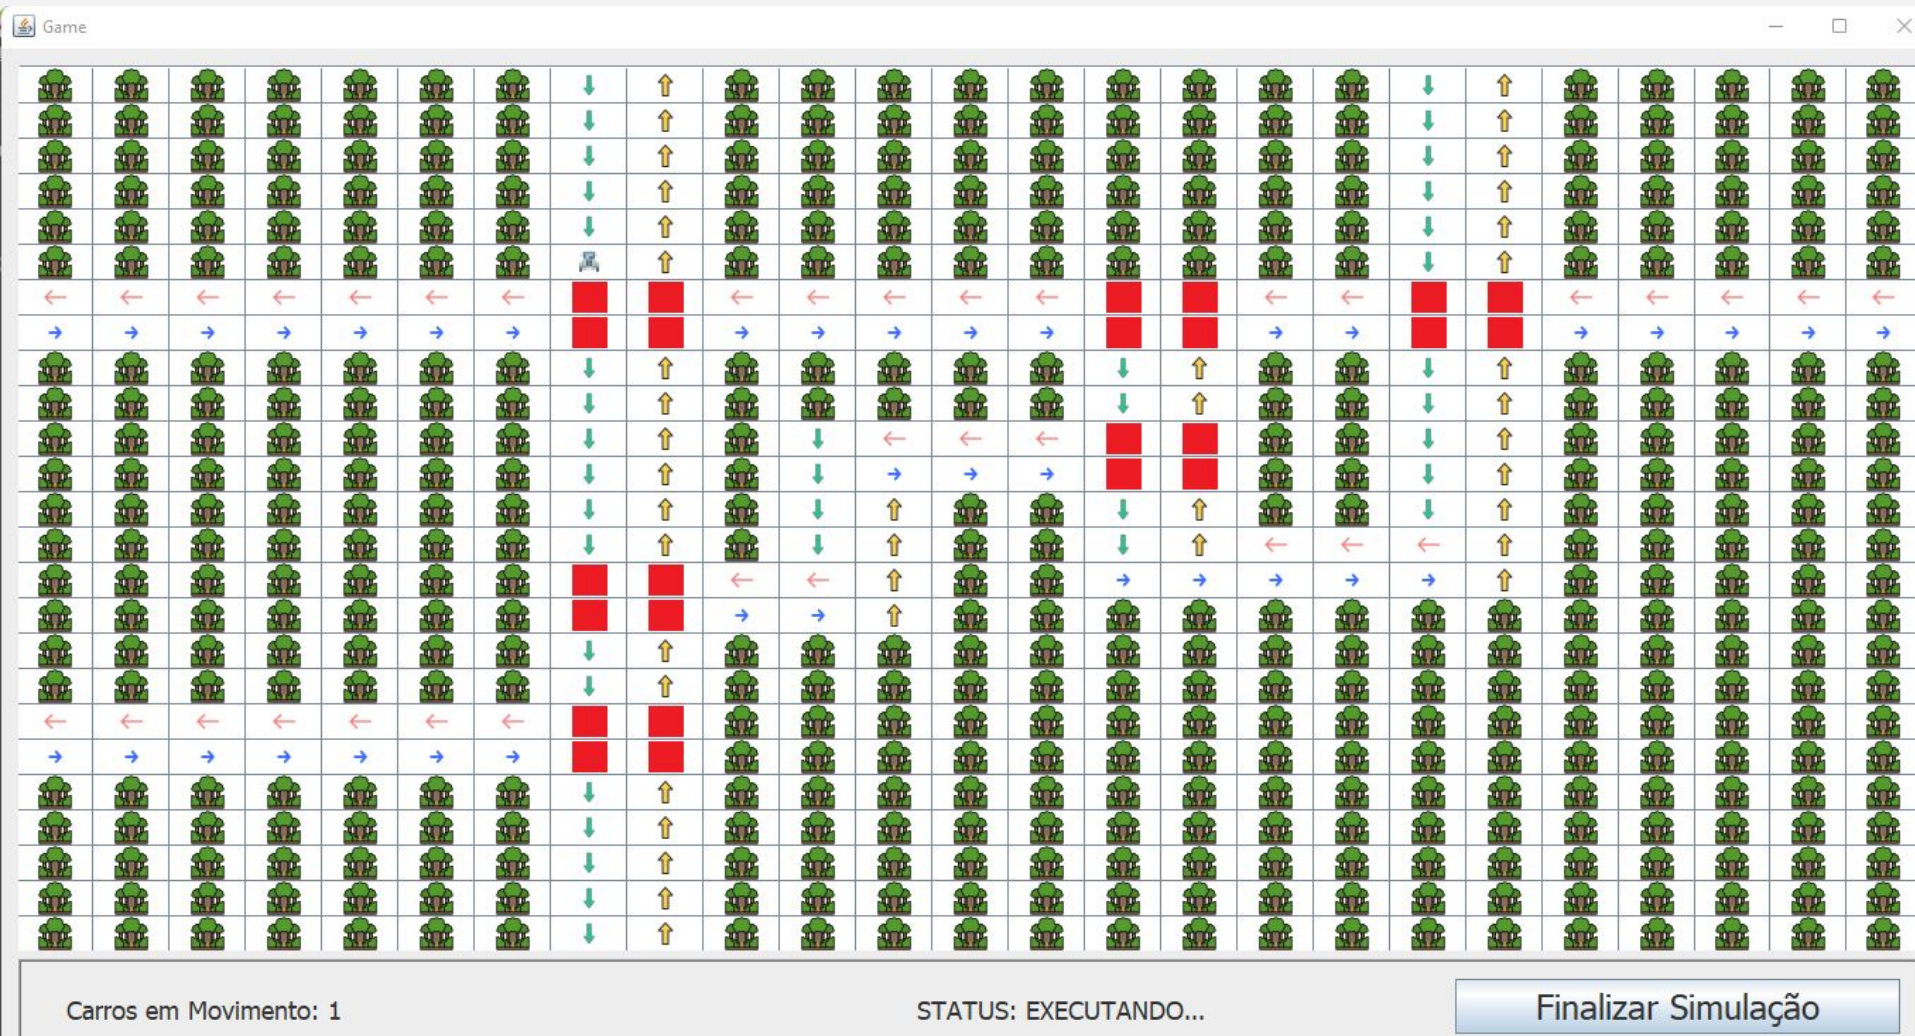 Game
Carros em Movimento: 1
STATUS: EXECUTANDO...
Finalizar Simulação